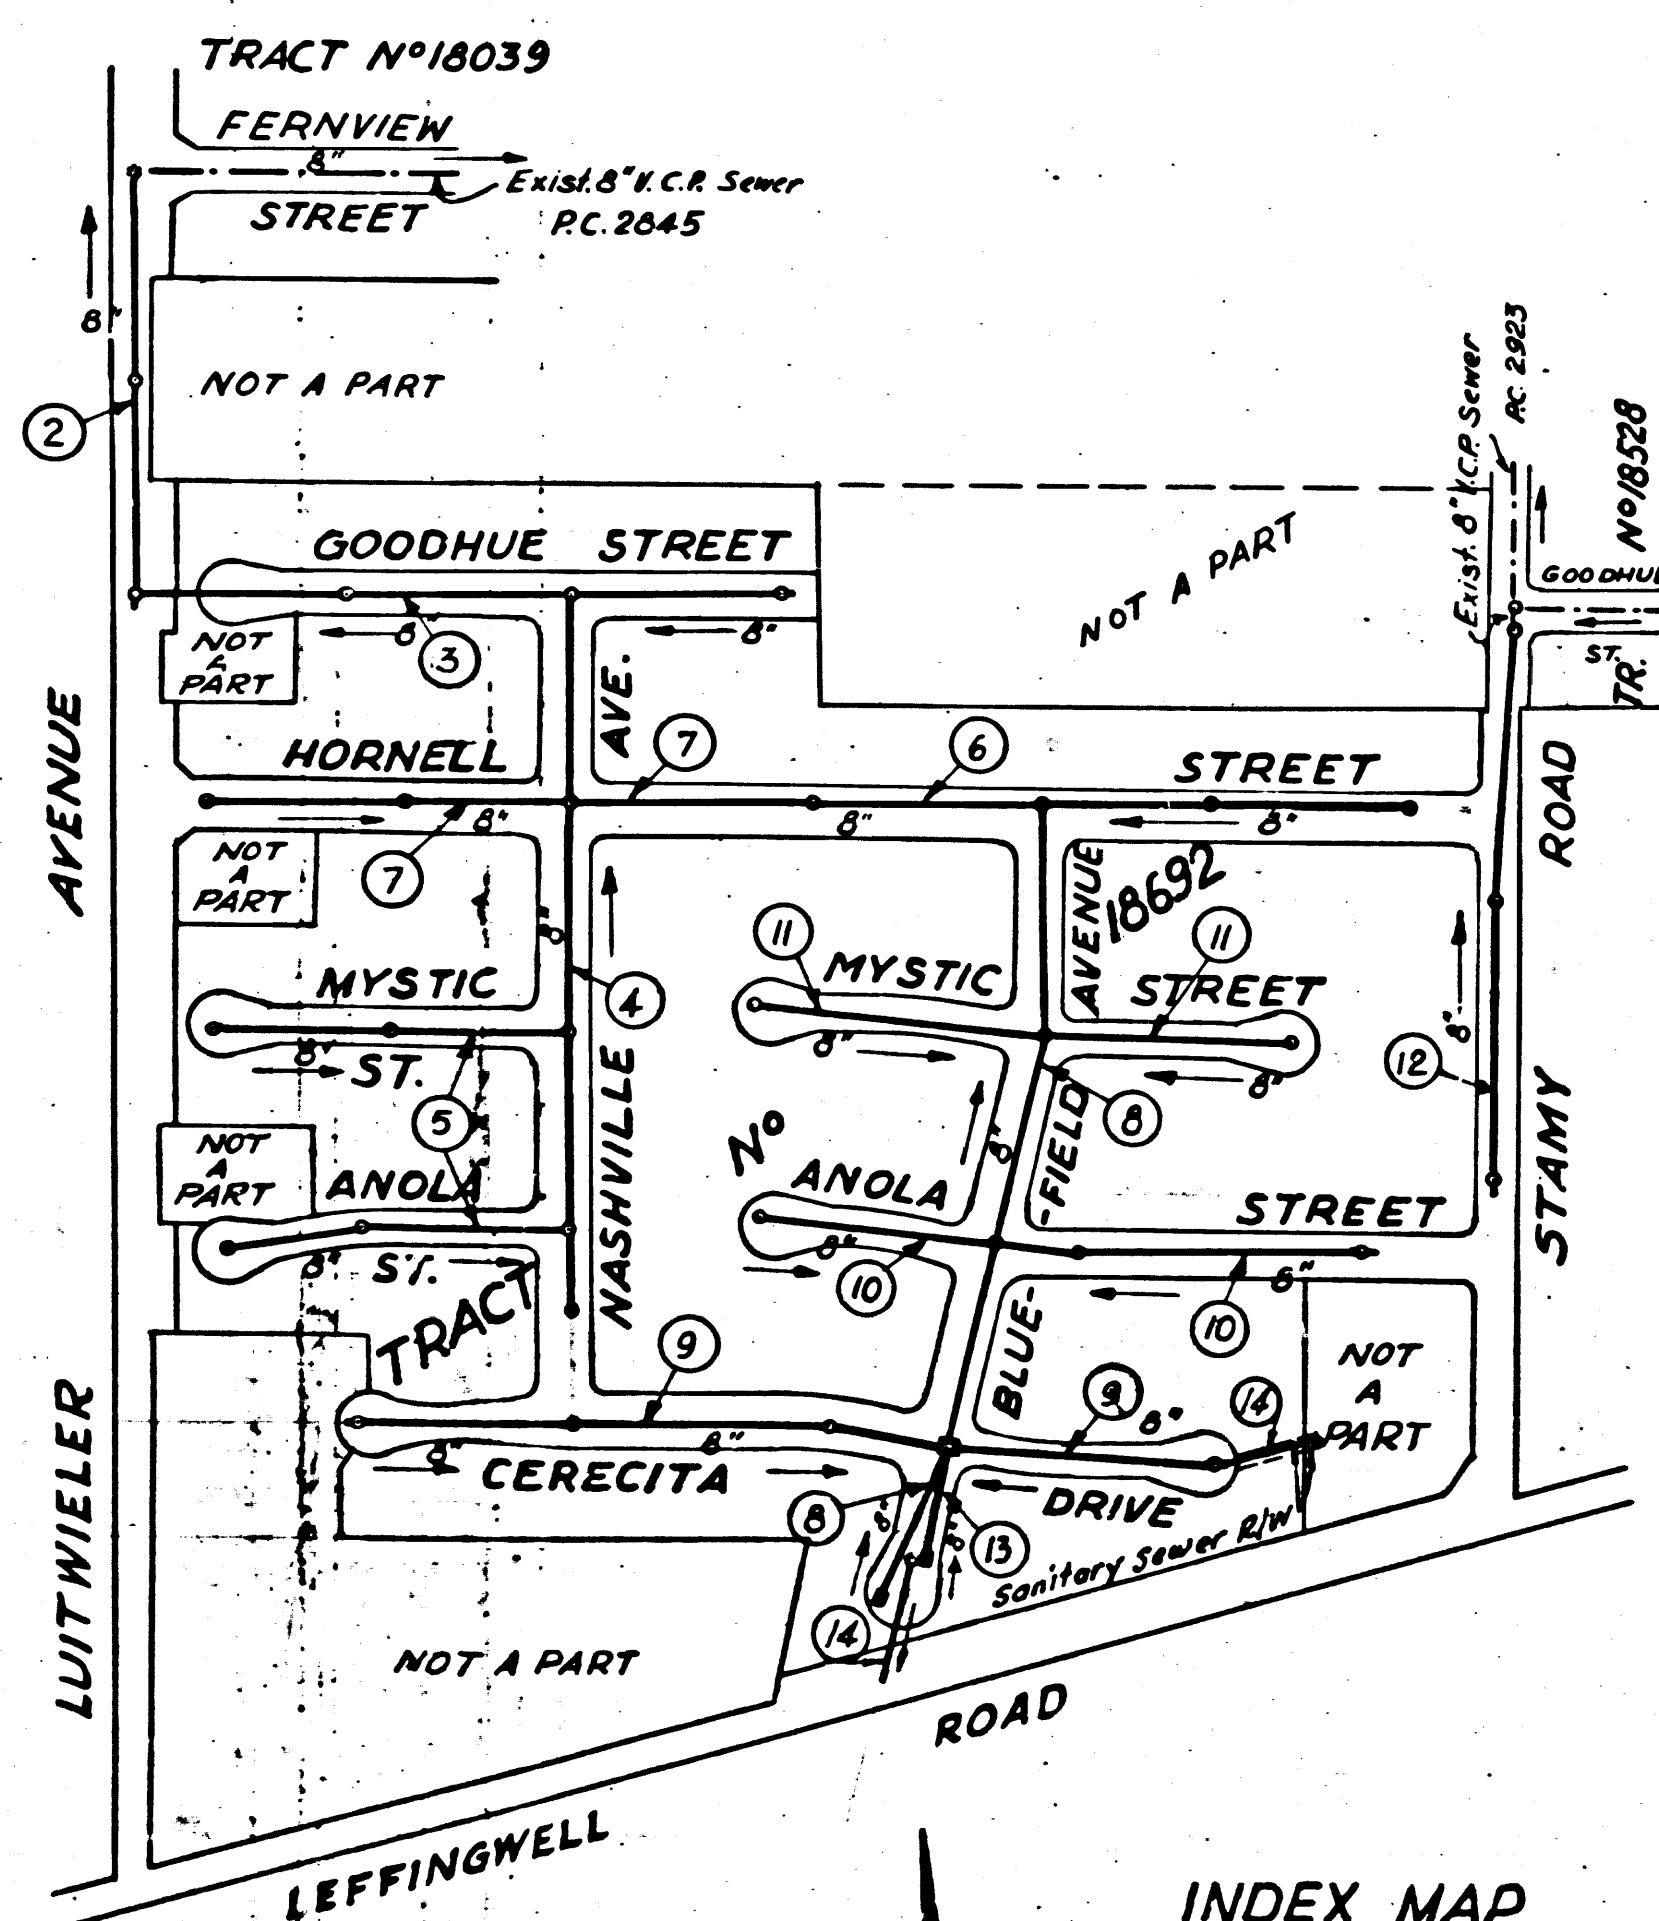 TRACT Nº 18039
FERNVIEW
8"
Exist. 8" V.C.P. Sewer
STREET
P.C. 2845
8"
NOT A PART
2
Exist. 8" V.C.P. Sewer
P.C. 2923
Nº 18528
TR.
GOODHUE STREET
NOT A PART
GOODHUE
ST.
8"
3
8"
NOT
A
PART
AVE.
HORNELL
7
6
STREET
8"
8"
8"
NOT
A
PART
7
AVENUE
ROAD
AVENUE
18692
11
11
8"
MYSTIC
MYSTIC
STREET
4
8"
ST.
8"
8"
8"
12
5
8
NASHVILLE
Nº
8"
-FIELD
STAMY
NOT
A
PART
ANOLA
ANOLA
STREET
8"
ST.
8"
10
8"
10
TRACT
9
BLUE-
NOT
A
PART
9
8"
14
LUITWIELER
8"
8"
CERECITA
DRIVE
8
8"
8"
13
Sanitary Sewer R/W
14
NOT A PART
ROAD
LEFFINGWELL
INDEX MAP